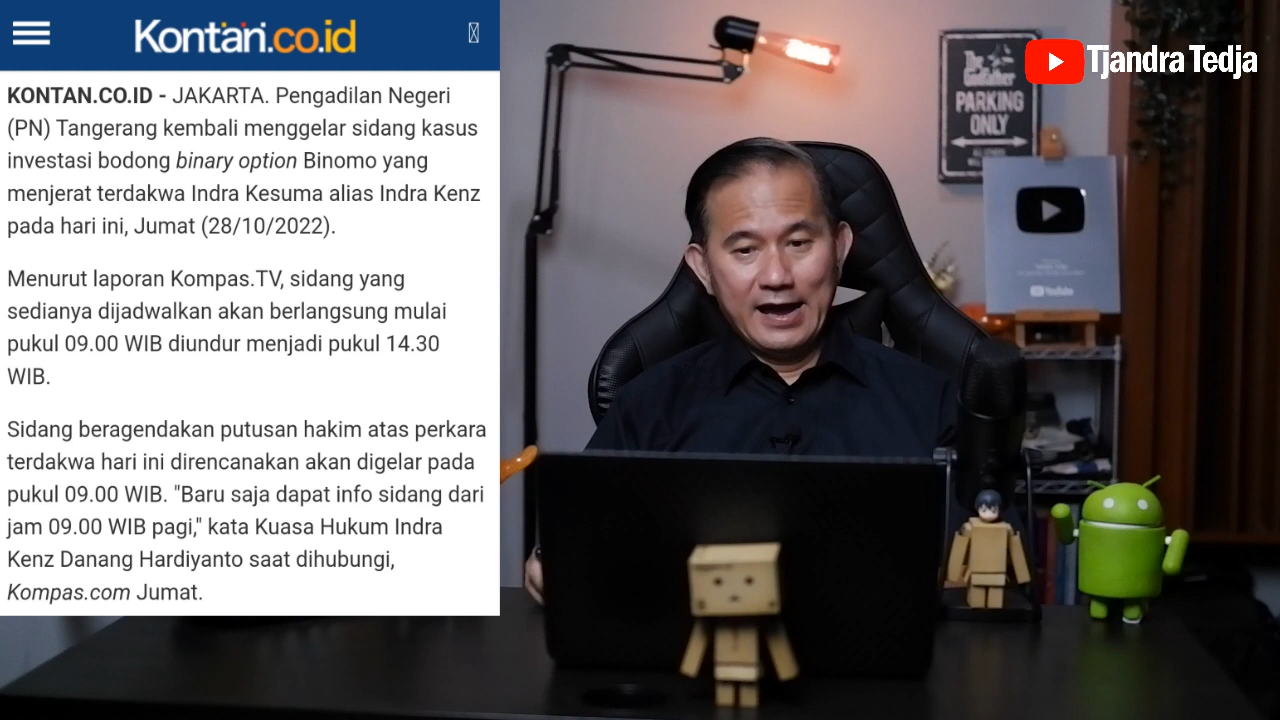 Kontan.co.id
KONTAN.CO.ID - JAKARTA. Pengadilan Negeri
(PN) Tangerang kembali menggelar sidang kasus
investasi bodong binary option Binomo yang
menjerat terdakwa Indra Kesuma alias Indra Kenz
pada hari ini, Jumat (28/10/2022).
Menurut laporan Kompas.TV, sidang yang
sedianya dijadwalkan akan berlangsung mulai
pukul 09.00 WIB diundur menjadi pukul 14.30
WIB.
Sidang beragendakan putusan hakim atas perkara
terdakwa hari ini direncanakan akan digelar pada
pukul 09.00 WIB. "Baru saja dapat info sidang dari
jam 09.00 WIB pagi," kata Kuasa Hukum Indra
Kenz Danang Hardiyanto saat dihubungi,
Kompas.com Jumat.
Tjandra Tedja
The
Godfather
PARKING
ONLY
YouTube